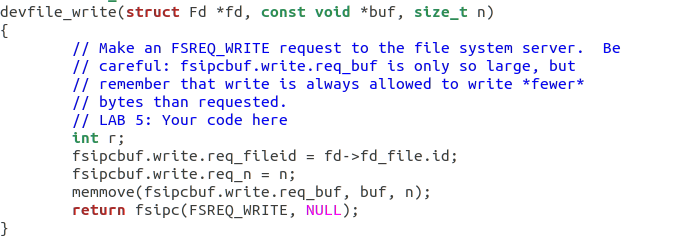 devfile_write(struct Fd *fd, const void *buf, size_t n)
{
// Make an FSREQ_WRITE request to the file system server.  Be
// careful: fsipcbuf.write.req_buf is only so large, but
// remember that write is always allowed to write *fewer*
// bytes than requested.
// LAB 5: Your code here
int r;
fsipcbuf.write.req_fileid = fd->fd_file.id;
fsipcbuf.write.req_n = n;
memmove(fsipcbuf.write.req_buf, buf, n);
return fsipc(FSREQ_WRITE, NULL);
}